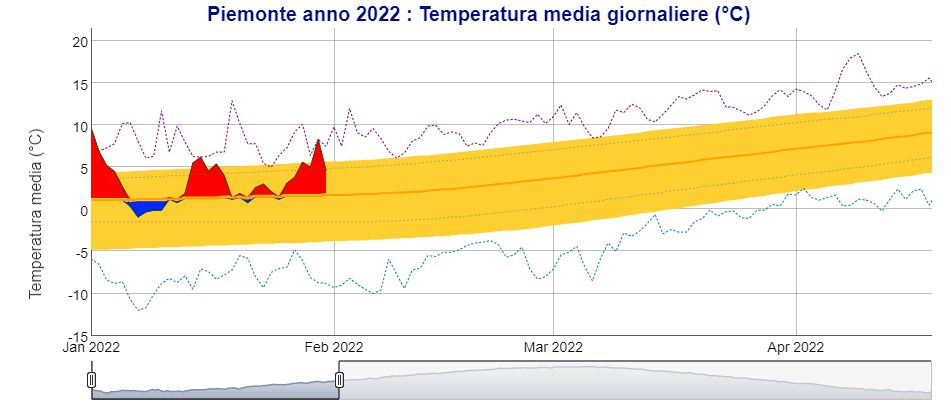 Piemonte anno 2022 : Temperatura media giornaliere (°C)
Temperatura media (°C)
20
15
10
5
0
-5
-10
-15
Jan 2022
Feb 2022
Mar 2022
Apr 2022